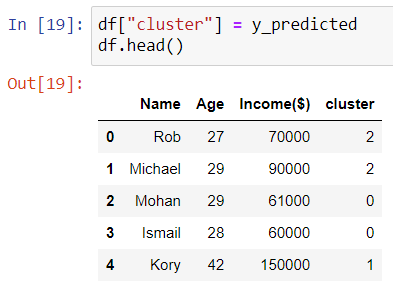 In [19]: df["cluster"] = y_predicted
df.head()
Out[19]:
Name Age Income($) cluster
0 Rob 27 70000 2
1 Michael 29 90000 2
2 Mohan 29 61000 0
3 Ismail 28 60000 0
4 Kory 42 150000 1